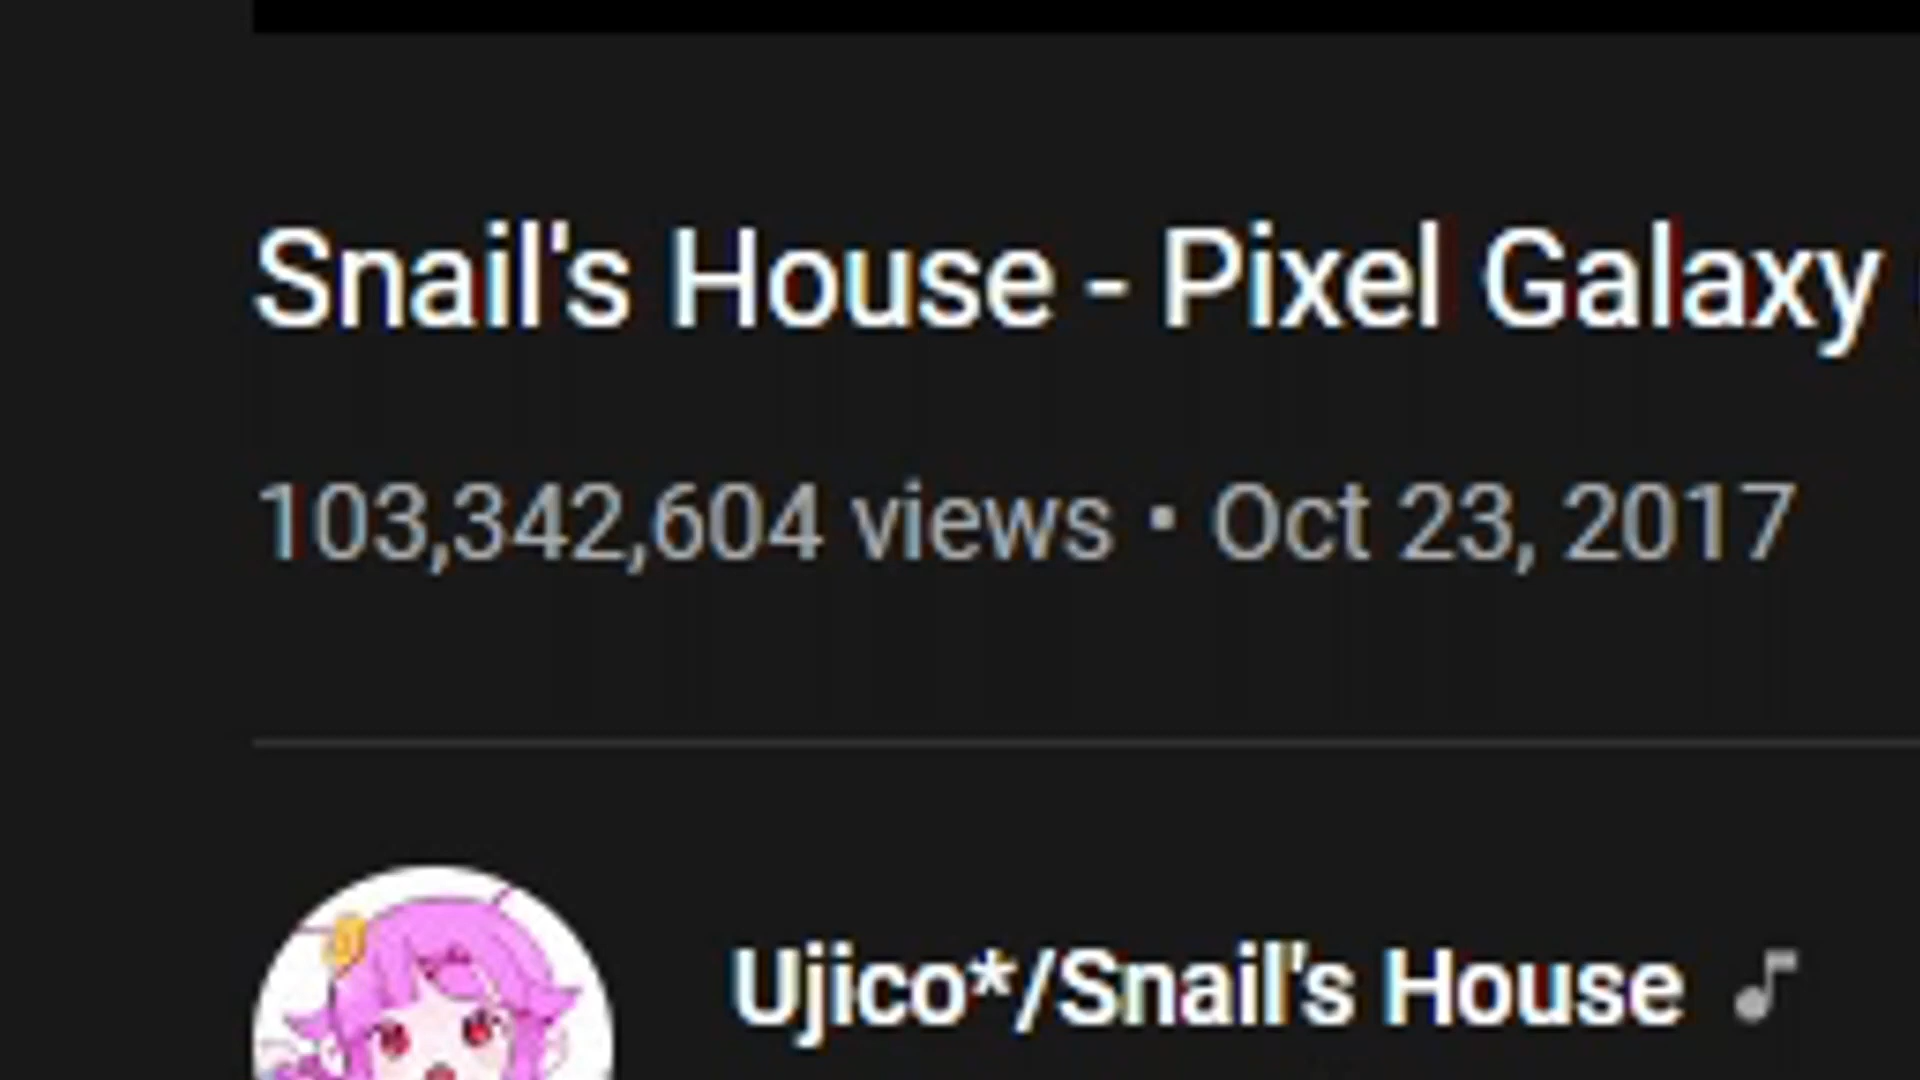 Snail's House - Pixel Galaxy
103,342,604 views • Oct 23, 2017
Ujico*/Snail's House